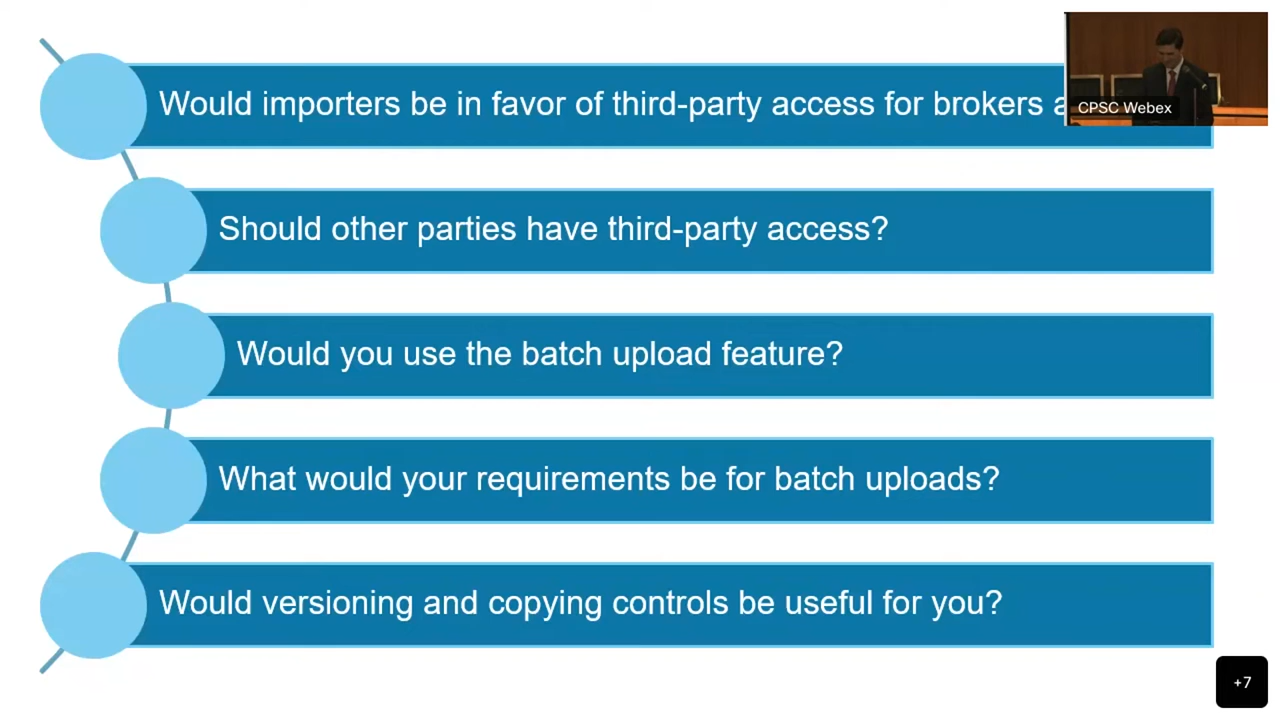 Would importers be in favor of third-party access for brokers
CPSC Webex
Should other parties have third-party access?
Would you use the batch upload feature?
What would your requirements be for batch uploads?
Would versioning and copying controls be useful for you?
+7